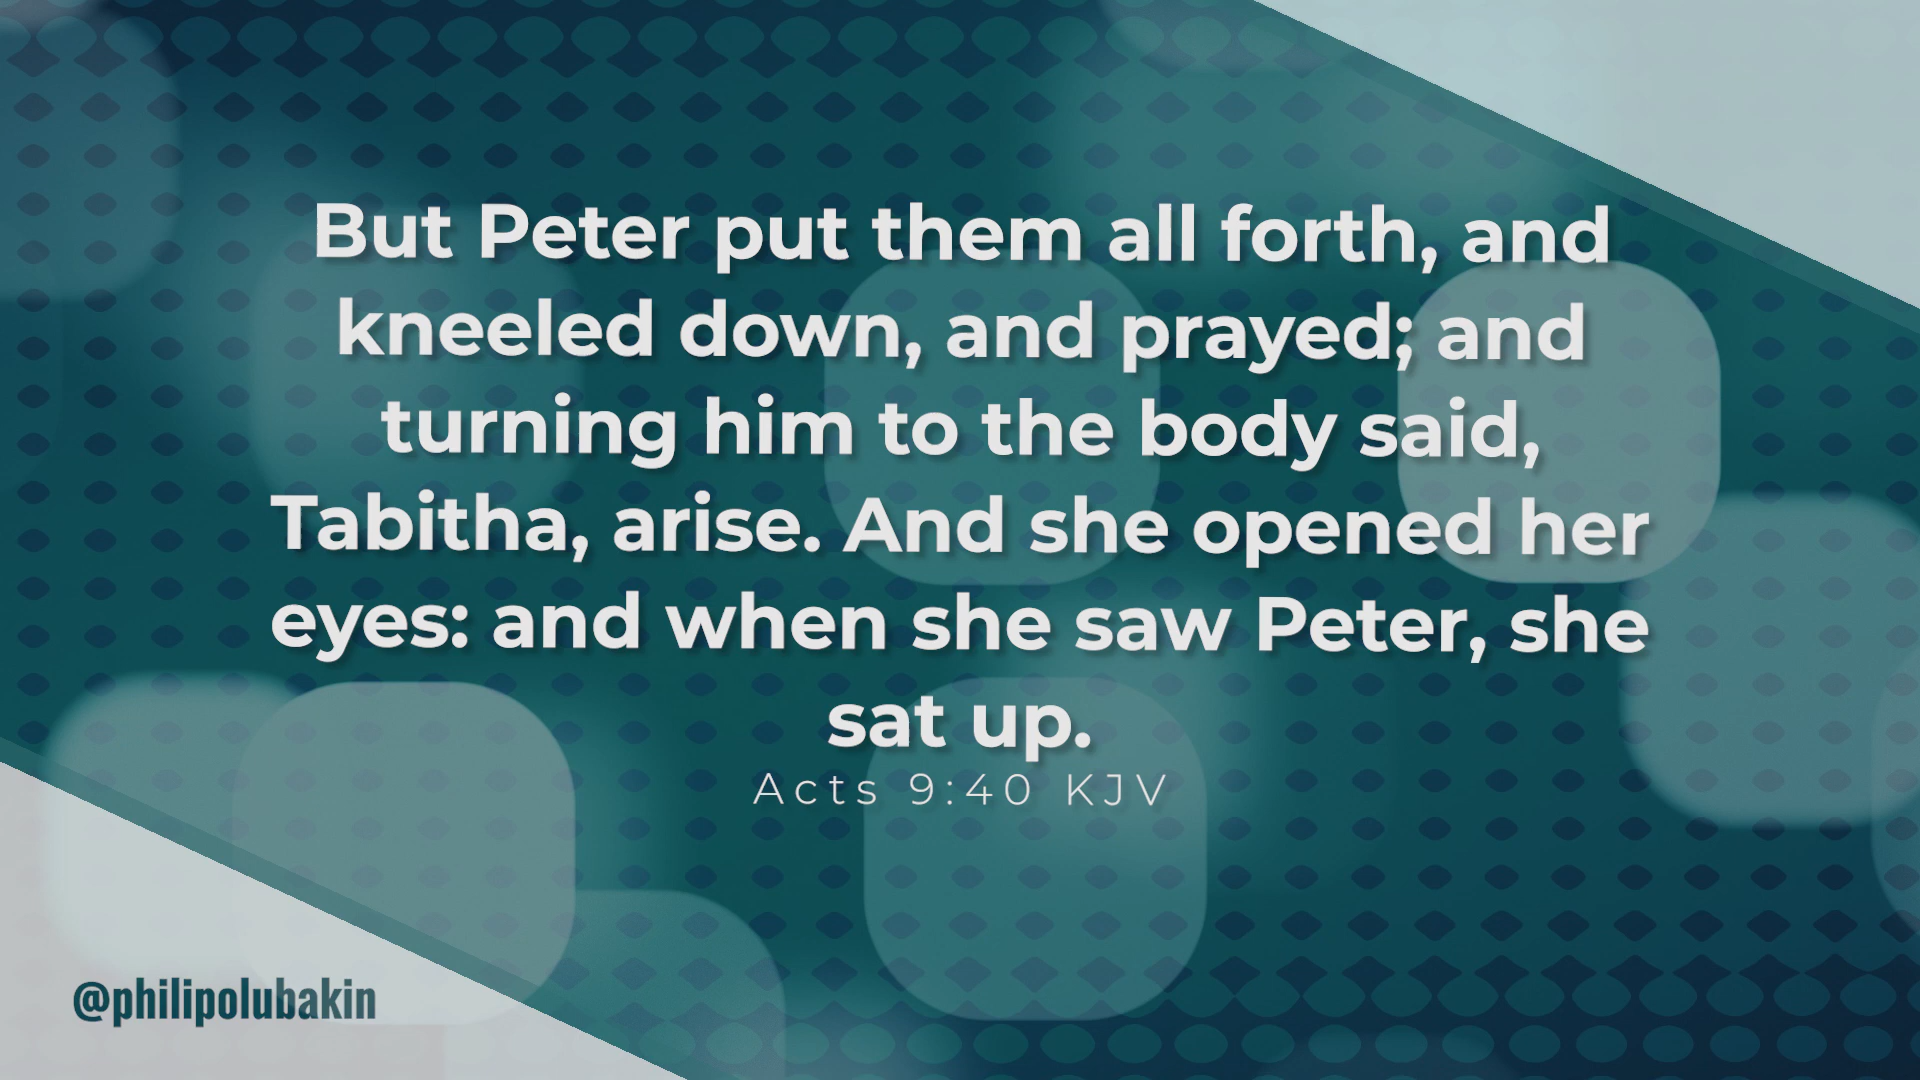 But Peter put them all forth, and
kneeled down, and prayed; and
turning him to the body said,
Tabitha, arise. And she opened her
eyes: and when she saw Peter, she
sat up.
Acts 9:40 KJV
@philipolubakin